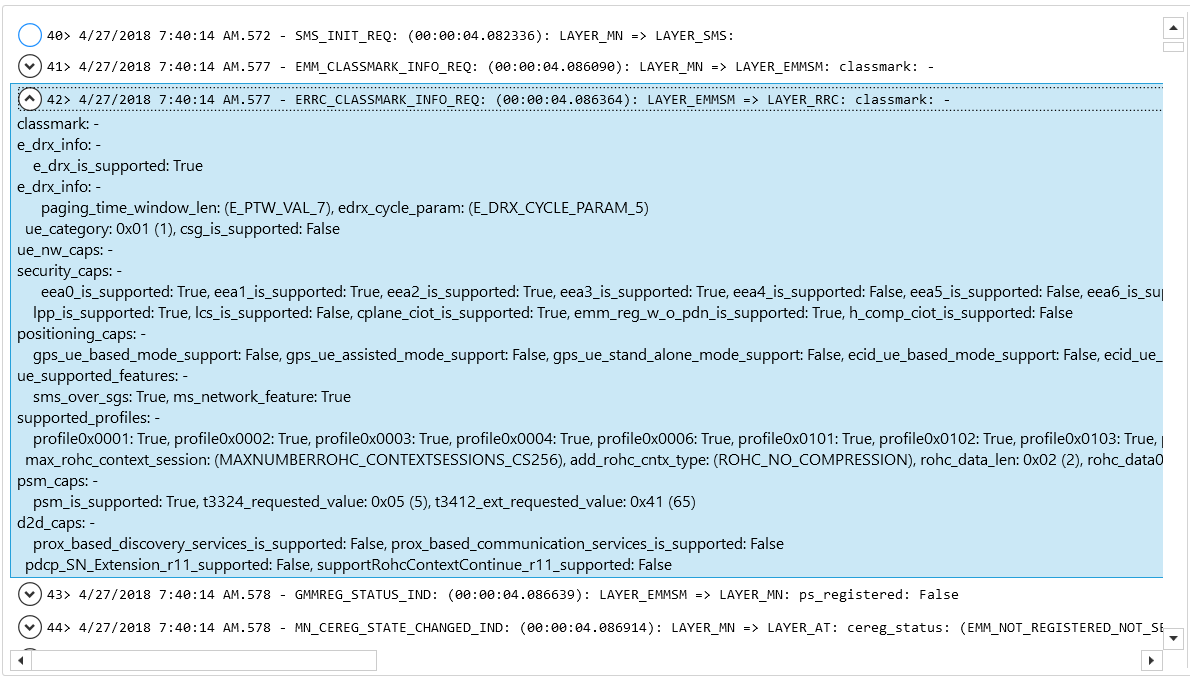 40> 4/27/2018 7:40:14 AM.572 - SMS_INIT_REQ: (00:00:04.082336): LAYER_MN => LAYER_SMS:
41> 4/27/2018 7:40:14 AM.577 - EMM_CLASSMARK_INFO_REQ: (00:00:04.086090): LAYER_MN => LAYER_EMMSM: classmark: -
42> 4/27/2018 7:40:14 AM.577 - ERRC_CLASSMARK_INFO_REQ: (00:00:04.086364): LAYER_EMMSM => LAYER_RRC: classmark: -
classmark: -
e_drx_info: -
e_drx_is_supported: True
e_drx_info: -
paging_time_window_len: (E_PTW_VAL_7), edrx_cycle_param: (E_DRX_CYCLE_PARAM_5)
ue_category: 0x01 (1), csg_is_supported: False
ue_nw_caps: -
security_caps: -
eea0_is_supported: True, eea1_is_supported: True, eea2_is_supported: True, eea3_is_supported: True, eea4_is_supported: False, eea5_is_supported: False, eea6_is_sup
lpp_is_supported: True, lcs_is_supported: False, cplane_ciot_is_supported: True, emm_reg_w_o_pdn_is_supported: True, h_comp_ciot_is_supported: False
positioning_caps: -
gps_ue_based_mode_support: False, gps_ue_assisted_mode_support: False, gps_ue_stand_alone_mode_support: False, ecid_ue_based_mode_support: False, ecid_ue_
ue_supported_features: -
sms_over_sgs: True, ms_network_feature: True
supported_profiles: -
profile0x0001: True, profile0x0002: True, profile0x0003: True, profile0x0004: True, profile0x0006: True, profile0x0101: True, profile0x0102: True, profile0x0103: True,
max_rohc_context_session: (MAXNUMBERROHC_CONTEXTSESSIONS_CS256), add_rohc_cntx_type: (ROHC_NO_COMPRESSION), rohc_data_len: 0x02 (2), rohc_data0
psm_caps: -
psm_is_supported: True, t3324_requested_value: 0x05 (5), t3412_ext_requested_value: 0x41 (65)
d2d_caps: -
prox_based_discovery_services_is_supported: False, prox_based_communication_services_is_supported: False
pdcp_SN_Extension_r11_supported: False, supportRohcContextContinue_r11_supported: False
43> 4/27/2018 7:40:14 AM.578 - GMMREG_STATUS_IND: (00:00:04.086639): LAYER_EMMSM => LAYER_MN: ps_registered: False
44> 4/27/2018 7:40:14 AM.578 - MN_CEREG_STATE_CHANGED_IND: (00:00:04.086914): LAYER_MN => LAYER_AT: cereg_status: (EMM_NOT_REGISTERED_NOT_SE